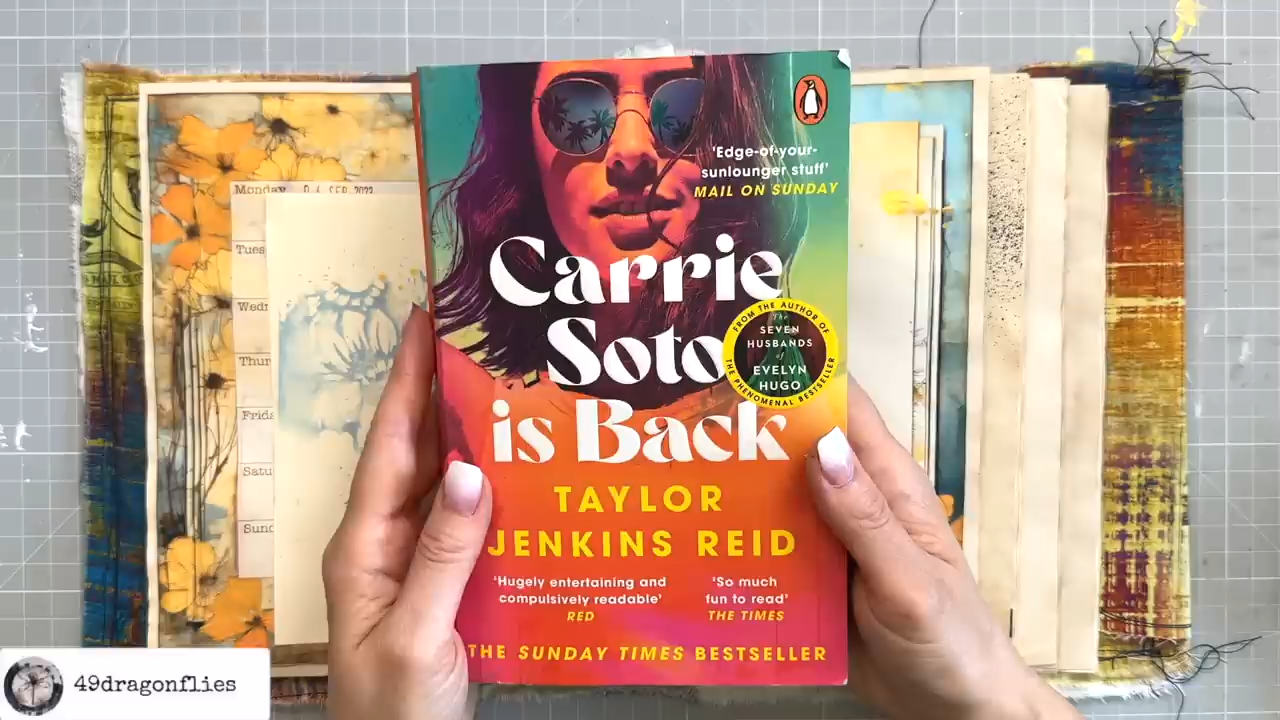 'Edge-of-your-
sunlounger stuff'
MAIL ON SUNDAY
Carrie
Soto
is Back
FROM THE AUTHOR OF
The
SEVEN
HUSBANDS
of
EVELYN
HUGO
THE PHENOMENAL BESTSELLER
TAYLOR
JENKINS REID
'Hugely entertaining and
compulsively readable'
RED
'So much
fun to read'
THE TIMES
THE SUNDAY TIMES BESTSELLER
Monday
Tues
Wedn
Thur
Frida
Satu
Sund
49dragonflies